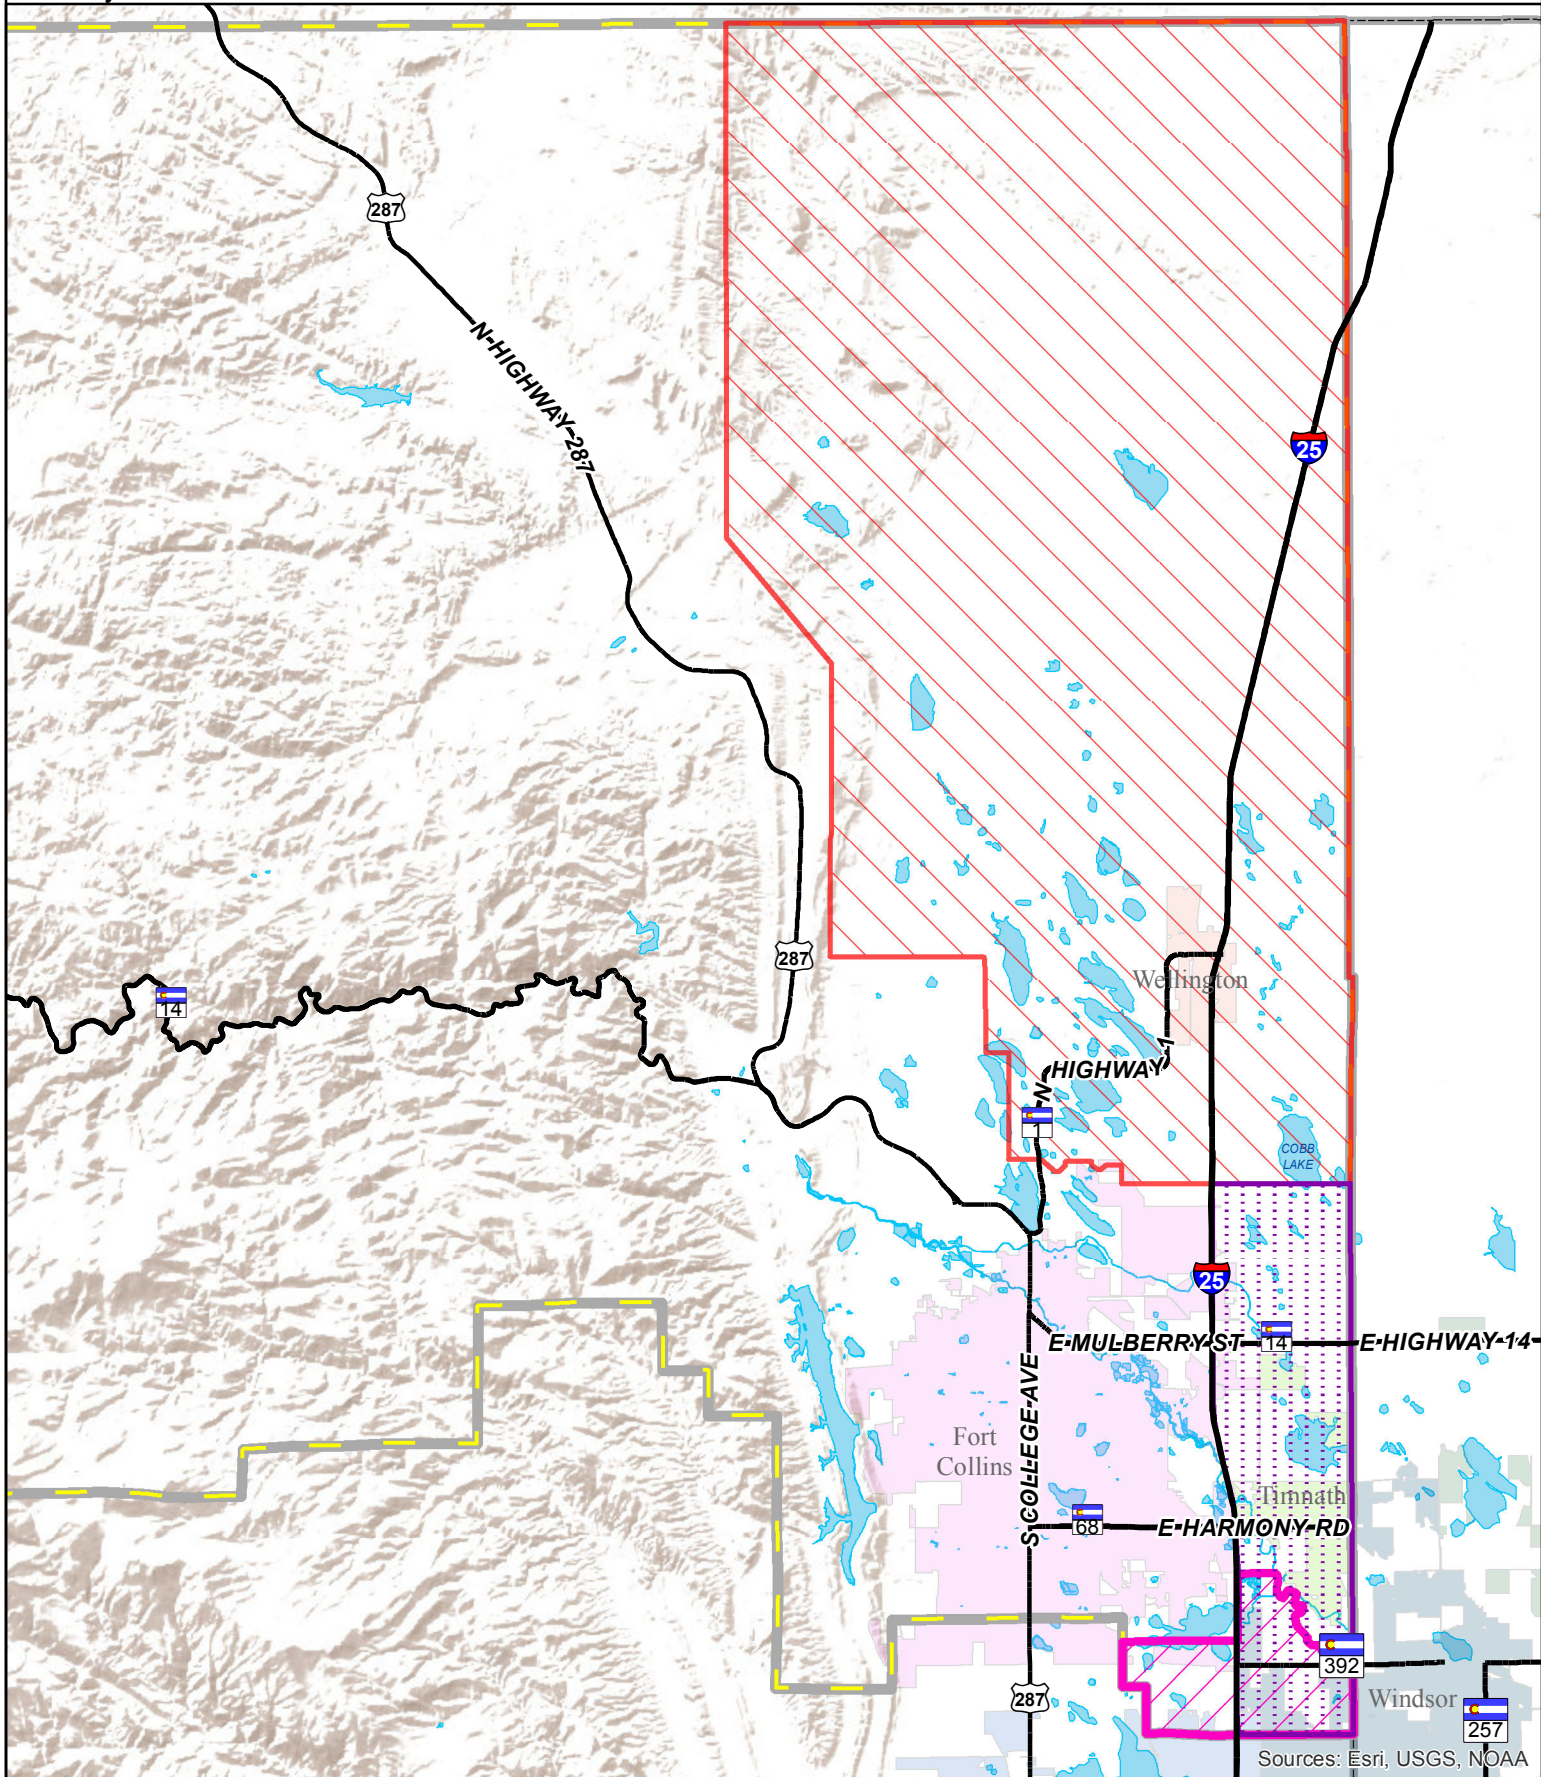 287
N HIGHWAY 287
25
287
14
Wellington
N HIGHWAY 1
1
COBB
LAKE
25
E MULBERRY ST
14
E HIGHWAY 14
S COLLEGE AVE
Fort
Collins
Timnath
68
E HARMONY RD
392
287
Windsor
257
Sources: Esri, USGS, NOAA